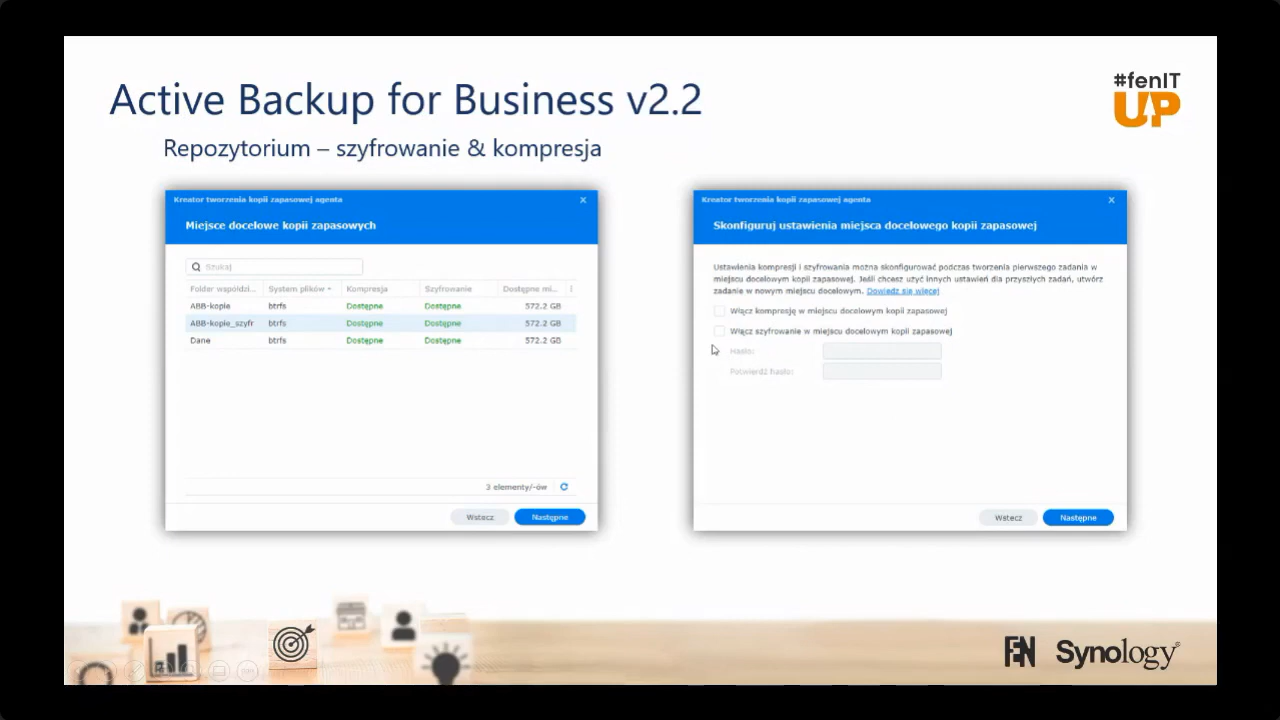 Active Backup for Business v2.2
#fenIT
UP
Repozytorium – szyfrowanie & kompresja
Kreator tworzenia kopii zapasowej agenta
X
Miejsce docelowe kopii zapasowych
Szukaj
Folder współdzi... System plików Kompresja Szyfrowanie Dostępne mi...
ABB-kopie btrfs Dostępne Dostępne 572.2 GB
ABB-kopie_szyfr btrfs Dostępne Dostępne 572.2 GB
Dane btrfs Dostępne Dostępne 572.2 GB
3 elementy/-ów
Wstecz Następne
Kreator tworzenia kopii zapasowej agenta
X
Skonfiguruj ustawienia miejsca docelowego kopii zapasowej
Ustawienia kompresji i szyfrowania można skonfigurować podczas tworzenia pierwszego zadania w
miejscu docelowym kopii zapasowej. Jeśli chcesz użyć innych ustawień dla przyszłych zadań, utwórz
zadanie w nowym miejscu docelowym. Dowiedz się więcej
Włącz kompresję w miejscu docelowym kopii zapasowej
Włącz szyfrowanie w miejscu docelowym kopii zapasowej
Hasło:
Potwierdź hasło:
Wstecz Następne
FEN Synology